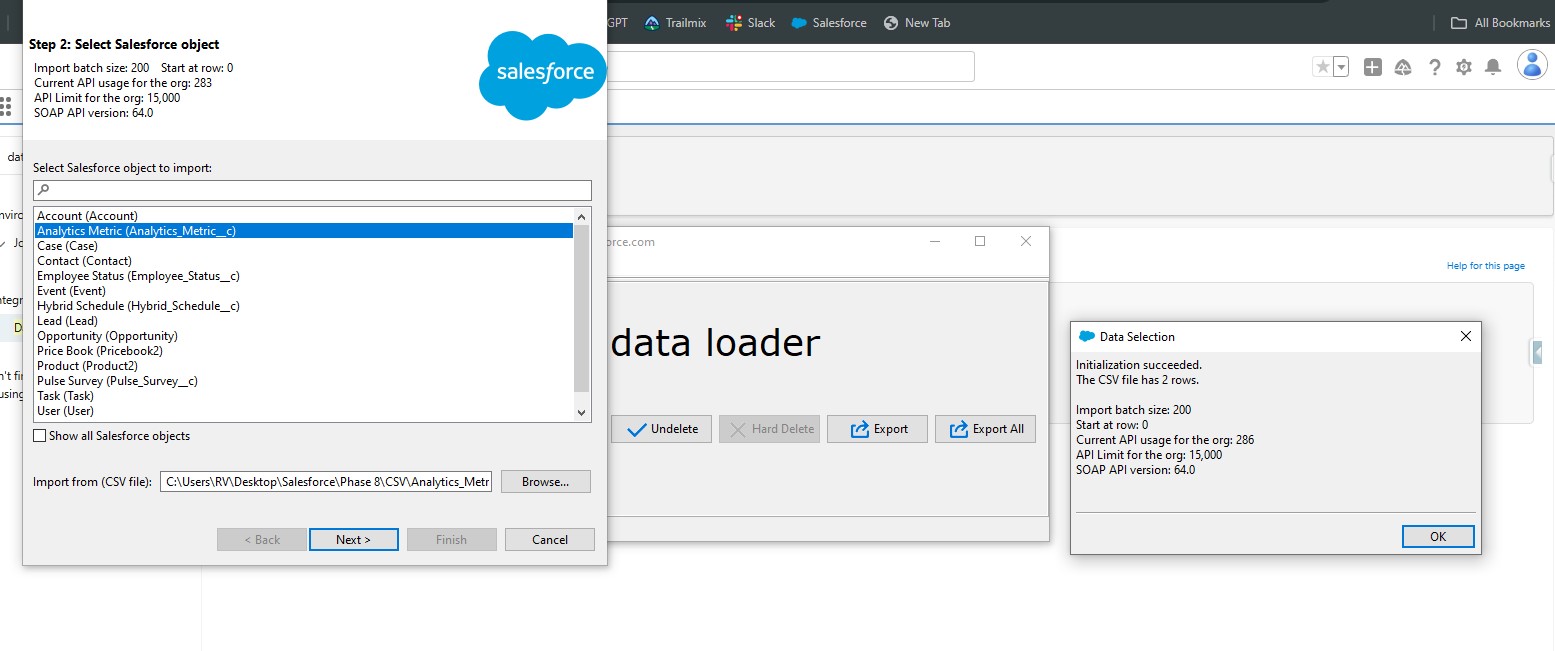 GPT
Trailmix
Slack
Salesforce
New Tab
All Bookmarks
Step 2: Select Salesforce object
Import batch size: 200 Start at row: 0
Current API usage for the org: 283
API Limit for the org: 15,000
SOAP API version: 64.0
salesforce
Select Salesforce object to import:
Account (Account)
Analytics Metric (Analytics_Metric__c)
Case (Case)
Contact (Contact)
Employee Status (Employee_Status__c)
Event (Event)
Hybrid Schedule (Hybrid_Schedule__c)
Lead (Lead)
Opportunity (Opportunity)
Price Book (Pricebook2)
Product (Product2)
Pulse Survey (Pulse_Survey__c)
Task (Task)
User (User)
Show all Salesforce objects
Import from (CSV file): C:\Users\RV\Desktop\Salesforce\Phase 8\CSV\Analytics_Metr Browse...
< Back Next > Finish Cancel
orce.com
data loader
Undelete Hard Delete Export Export All
Help for this page
Data Selection
Initialization succeeded.
The CSV file has 2 rows.
Import batch size: 200
Start at row: 0
Current API usage for the org: 286
API Limit for the org: 15,000
SOAP API version: 64.0
OK
dat
nviro
Jo
ntegr
D
n't fin
using